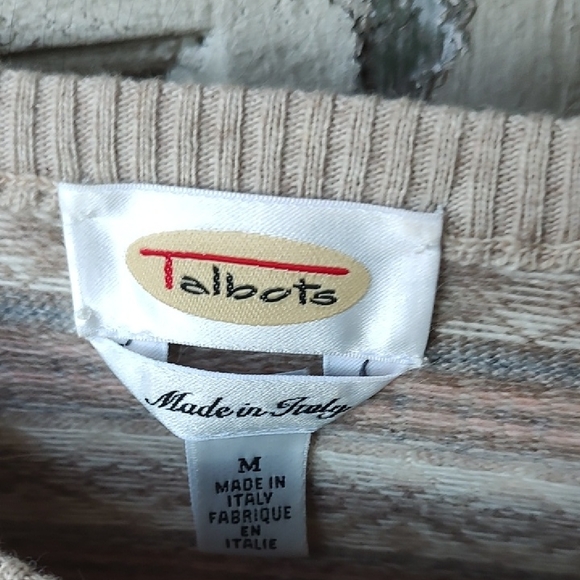 Talbots
Made in Italy
M
MADE IN
ITALY
FABRIQUE
EN
ITALIE